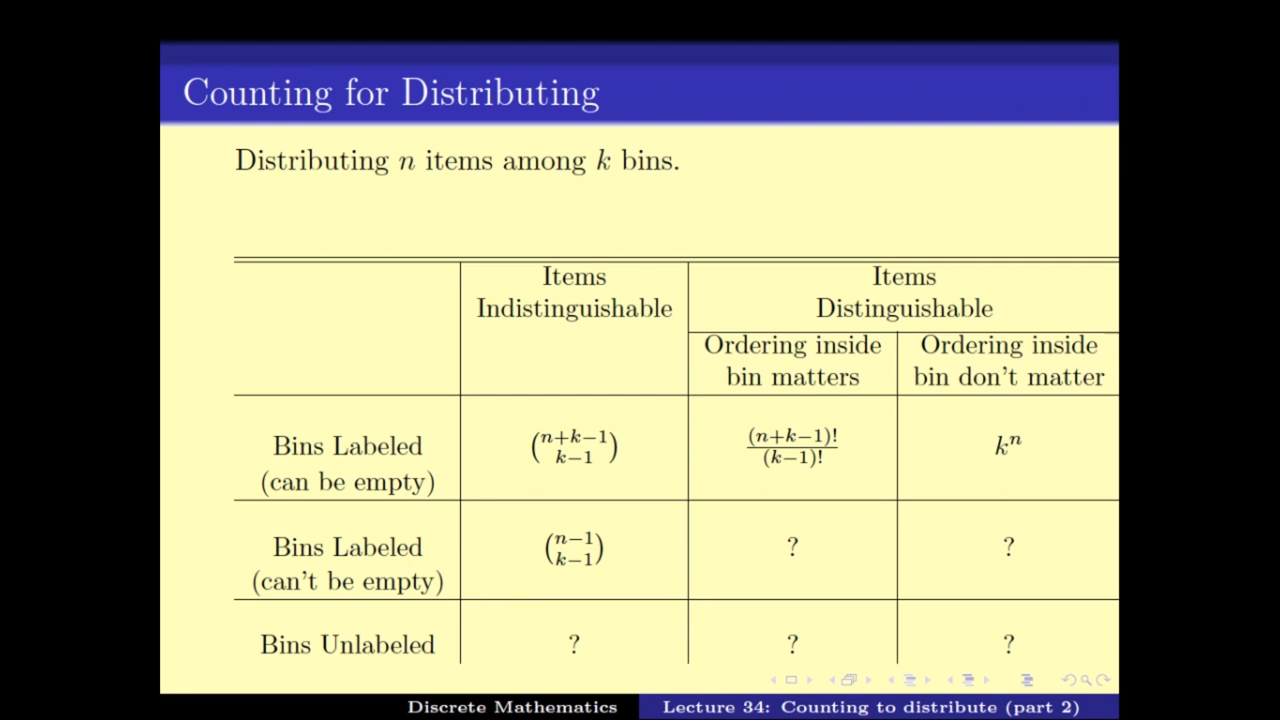 Counting for Distributing
Distributing n items among k bins.
Items
Indistinguishable
Items
Distinguishable
Ordering inside
bin matters
Ordering inside
bin don't matter
Bins Labeled
(can be empty)
(n+k−1
k−1)
(n+k−1)!
(k−1)!
kⁿ
Bins Labeled
(can't be empty)
(n−1
k−1)
?
?
Bins Unlabeled
?
?
?
Discrete Mathematics
Lecture 34: Counting to distribute (part 2)